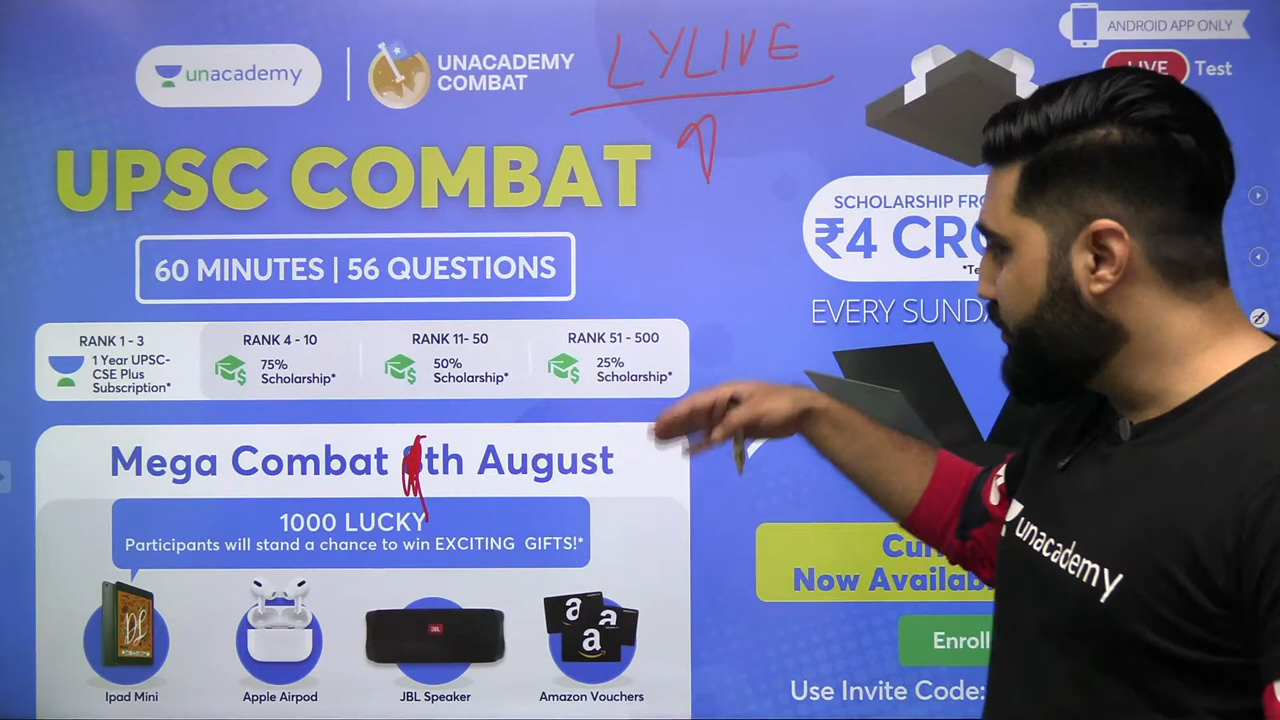 LYLIVE
unacademy
UNACADEMY
COMBAT
UPSC COMBAT
60 MINUTES | 56 QUESTIONS
RANK 1 - 3
1 Year UPSC-
CSE Plus
Subscription*
RANK 4 - 10
75%
Scholarship*
RANK 11- 50
50%
Scholarship*
RANK 51 - 500
25%
Scholarship*
Mega Combat th August
1000 LUCKY
Participants will stand a chance to win EXCITING GIFTS!*
Ipad Mini
Apple Airpod
JBL
JBL Speaker
a
a
a
Amazon Vouchers
ANDROID APP ONLY
LIVE Test
SCHOLARSHIP FRO
₹4 CRO
*Te
EVERY SUNDA
Now Availab
Enroll
Use Invite Code:
unacademy